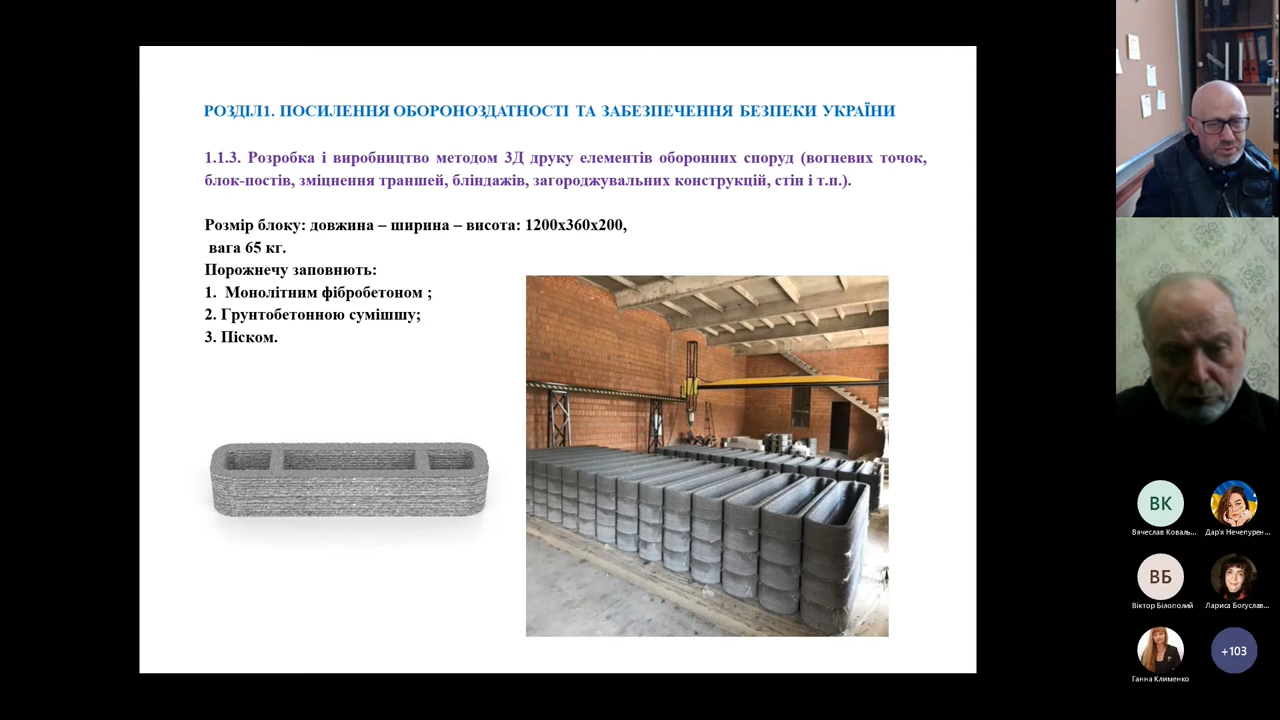 РОЗДІЛ1. ПОСИЛЕННЯ ОБОРОНОЗДАТНОСТІ ТА ЗАБЕЗПЕЧЕННЯ БЕЗПЕКИ УКРАЇНИ
1.1.3. Розробка і виробництво методом 3Д друку елементів оборонних споруд (вогневих точок,
блок-постів, зміцнення траншей, бліндажів, загороджувальних конструкцій, стін і т.п.).
Розмір блоку: довжина – ширина – висота: 1200х360х200,
вага 65 кг.
Порожнечу заповнють:
1. Монолітним фібробетоном ;
2. Грунтобетонною сумішшу;
3. Піском.
ВК
Вячеслав Коваль...
Дар'я Нечепурен...
ВБ
Віктор Білополий
Лариса Богуслав...
Ганна Клименко
+103